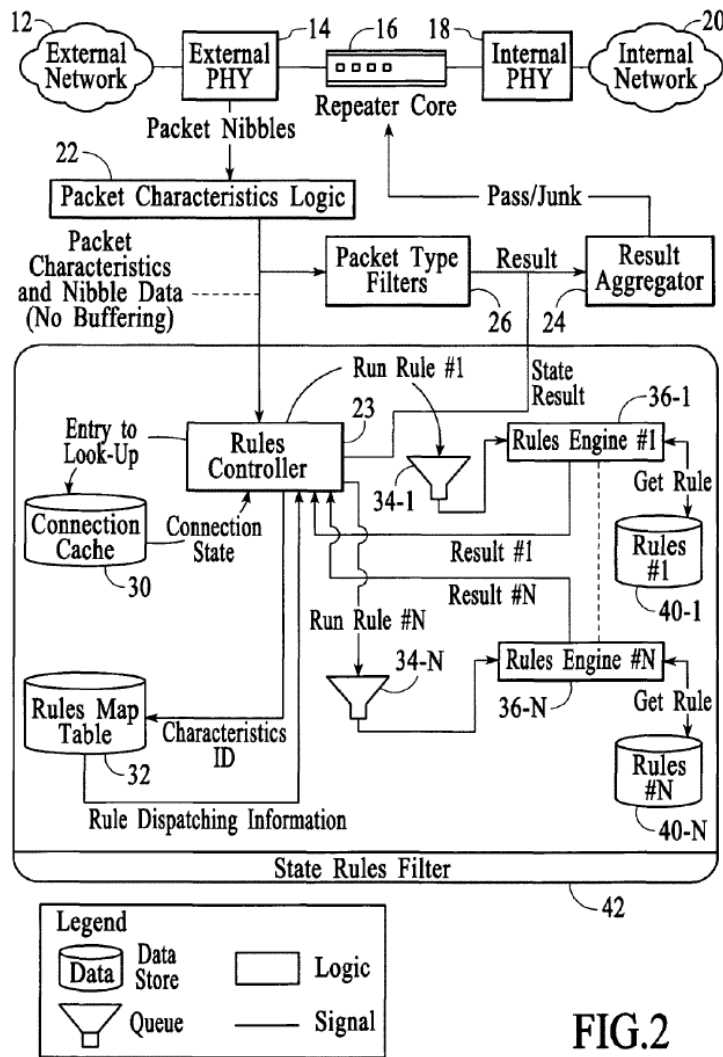 12
External
Network
14
External
PHY
16
Repeater Core
18
Internal
PHY
20
Internal
Network
Packet Nibbles
22
Packet Characteristics Logic
Pass/Junk
Packet
Characteristics
and Nibble Data
(No Buffering)
Packet Type
Filters
26
Result
Result
Aggregator
24
Run Rule #1
State
Result
23
Rules
Controller
Entry to
Look-Up
Connection
Cache
30
Connection
State
34-1
36-1
Rules Engine #1
Get Rule
Rules
#1
40-1
Result #1
Result #N
Run Rule #N
34-N
Rules Engine #N
36-N
Get Rule
Rules
#N
40-N
Rules Map
Table
32
Characteristics
ID
Rule Dispatching Information
State Rules Filter
42
Legend
Data
Data
Store
Logic
Queue
Signal
FIG.2